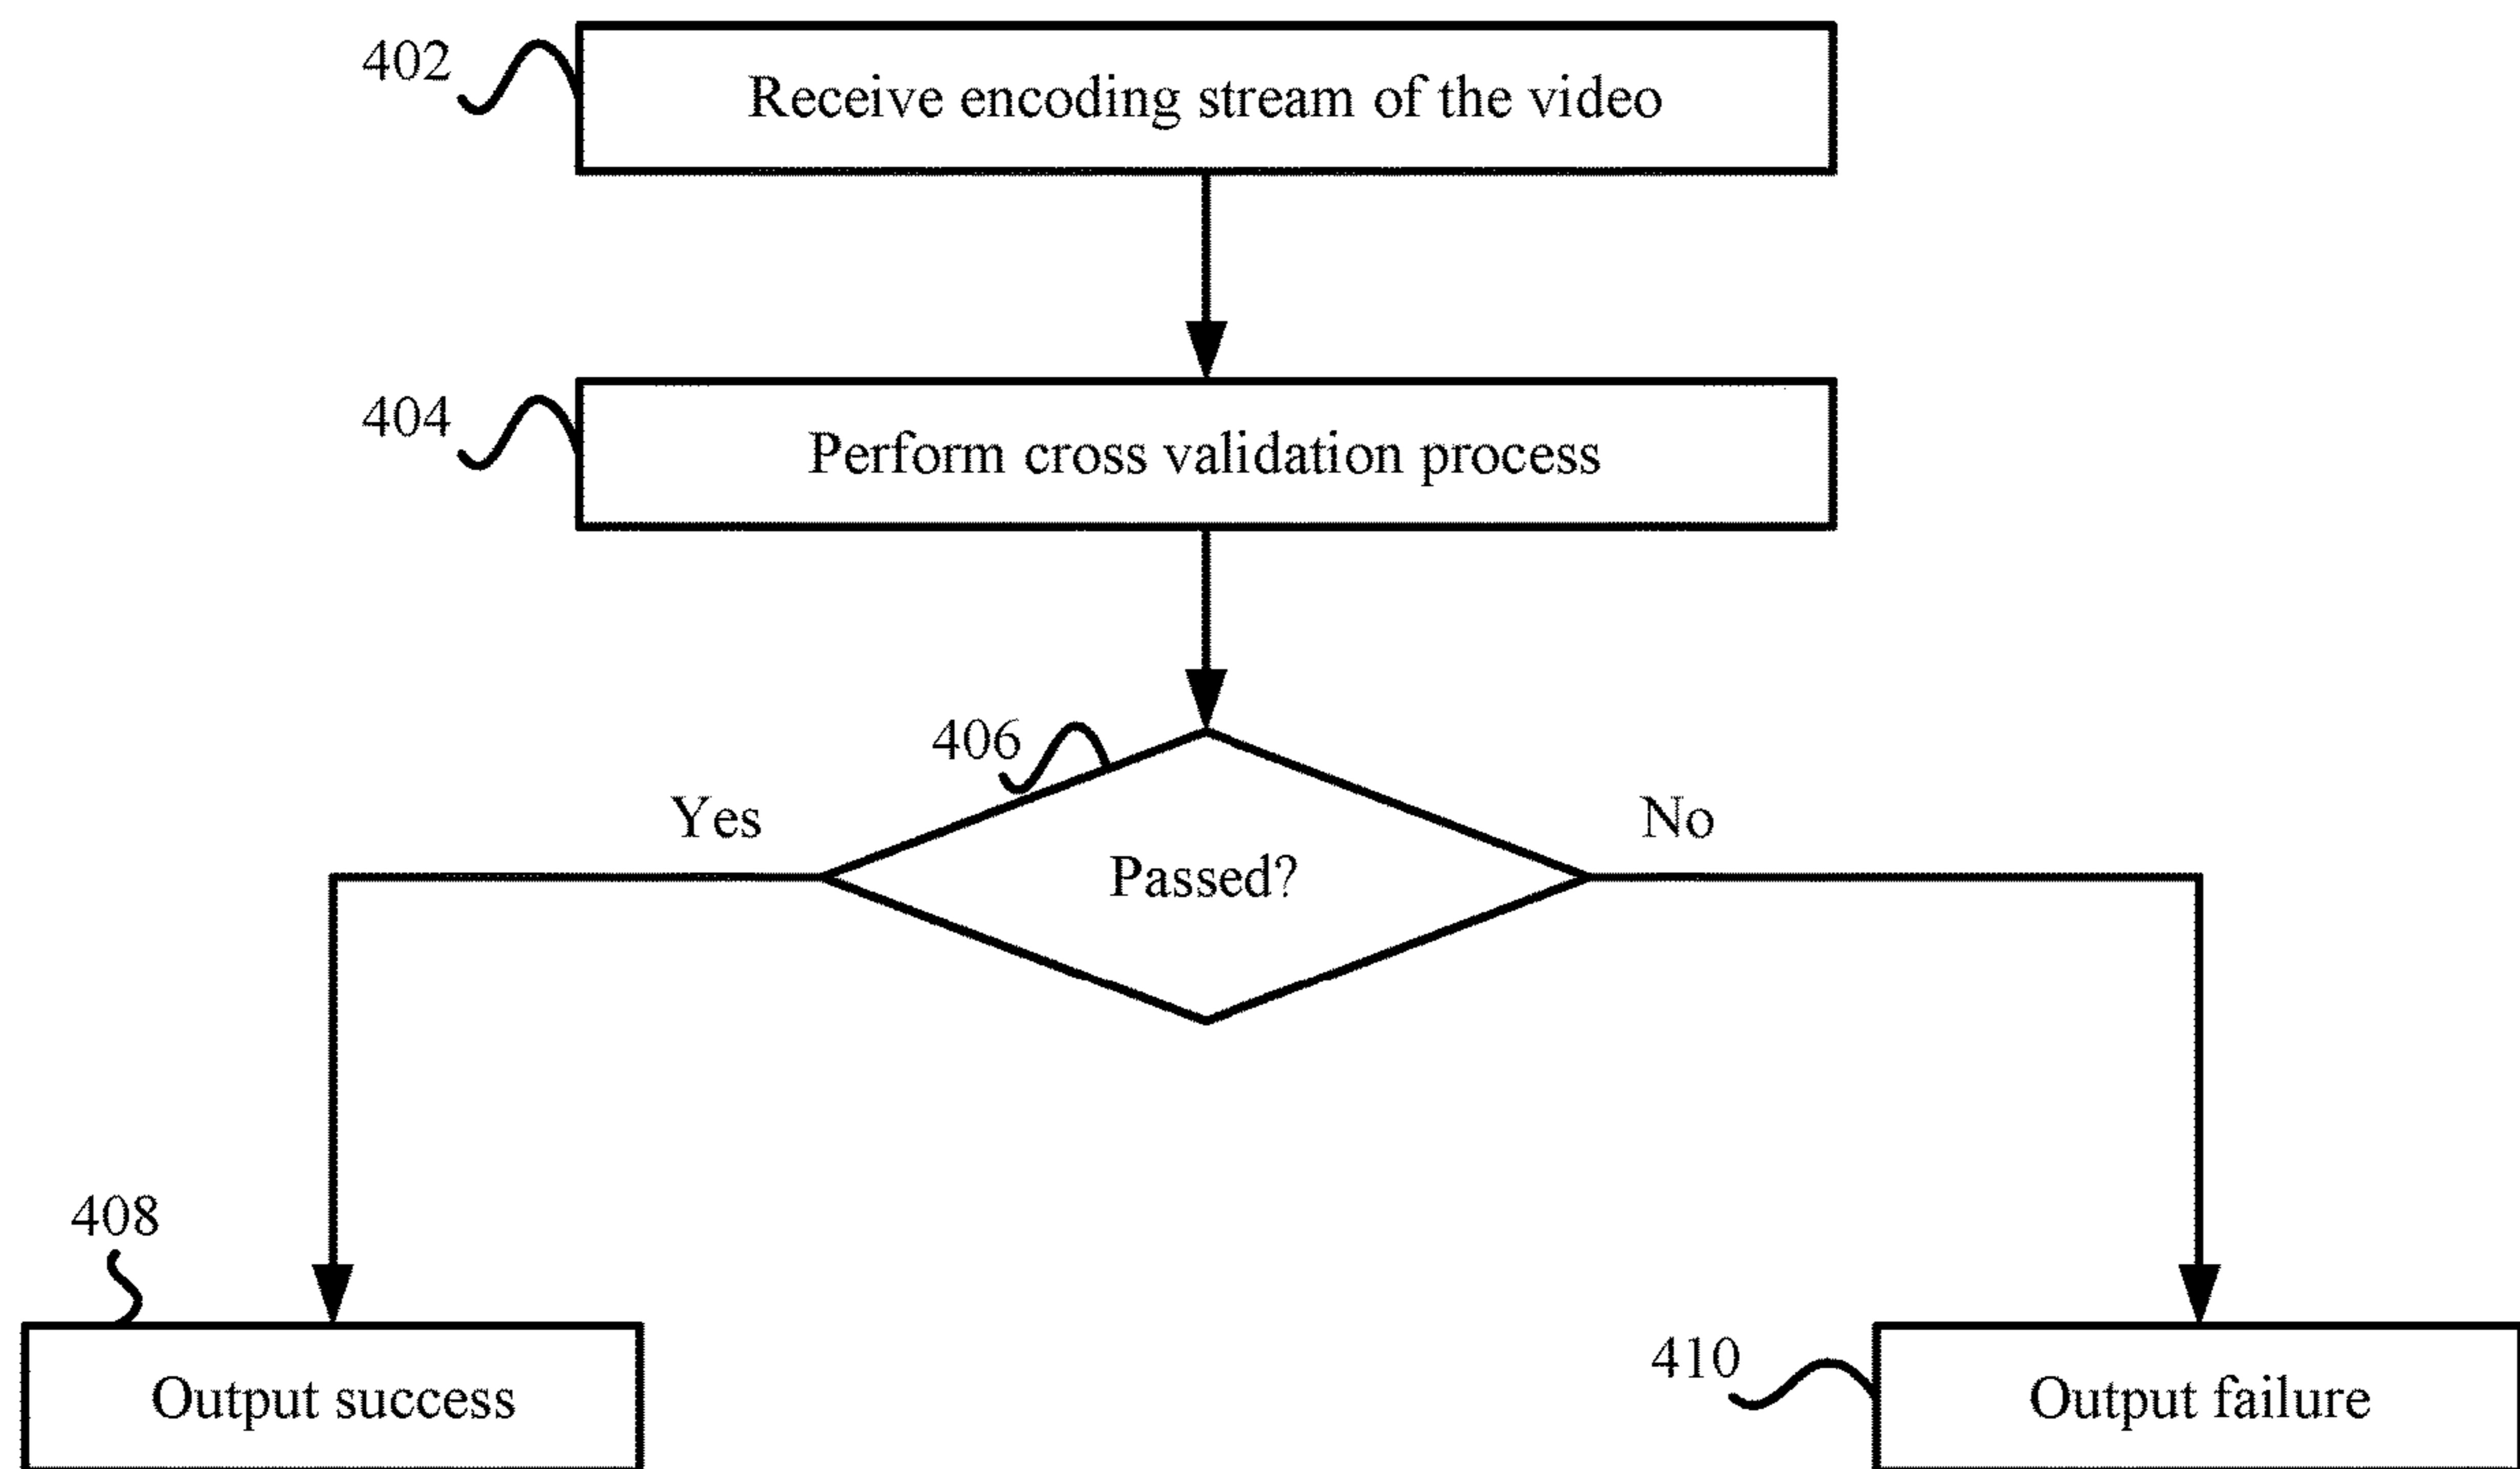 402
Receive encoding stream of the video
404
Perform cross validation process
406
Yes
No
Passed?
408
Output success
410
Output failure